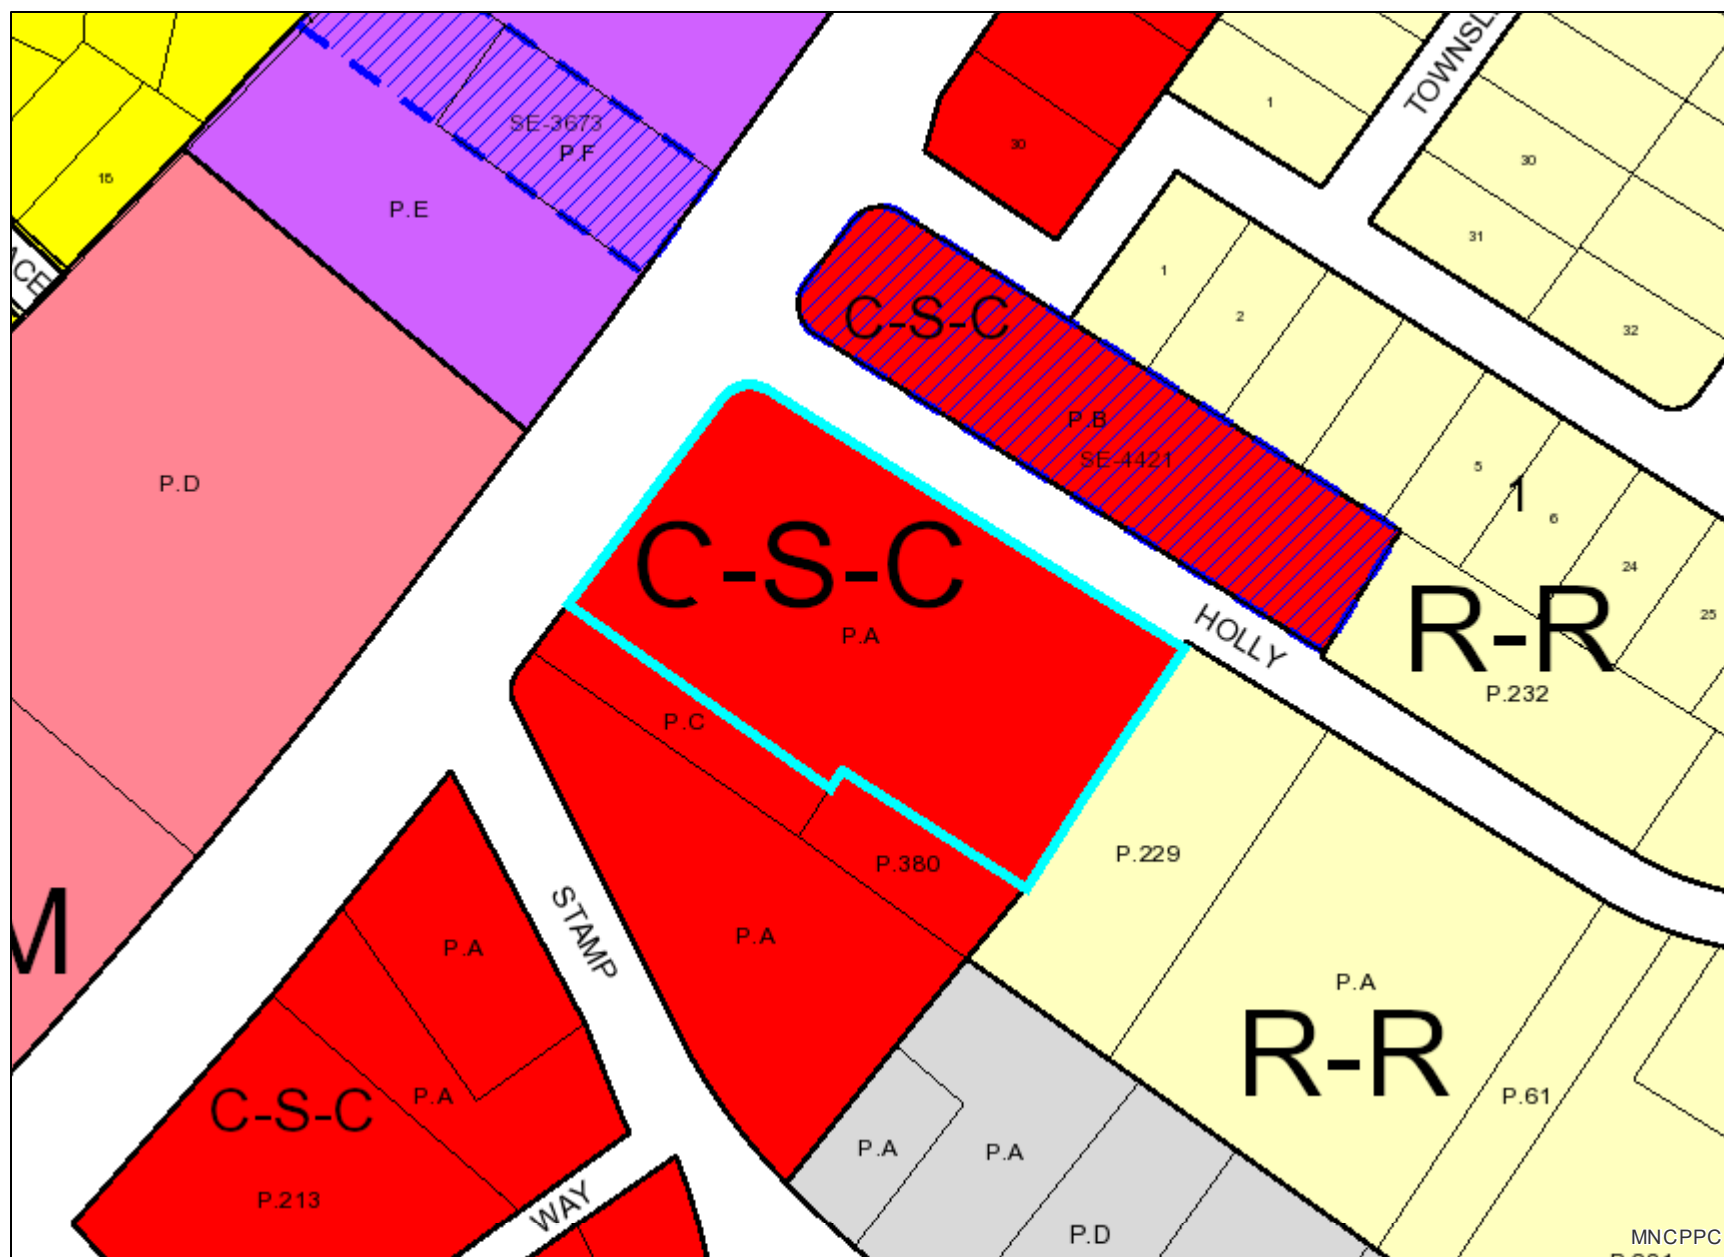 TOWNSL
1
SE-3673
P.F
30
30
15
P.E
31
1
ACE
C-S-C
2
32
P.B
SE-4421
5
P.D
1
6
C-S-C
24
R-R
25
P.A
HOLLY
P.232
P.C
P.229
P.380
M
STAMP
P.A
P.A
P.A
R-R
C-S-C
P.A
P.61
P.A
P.A
P.213
WAY
P.D
MNCPPC